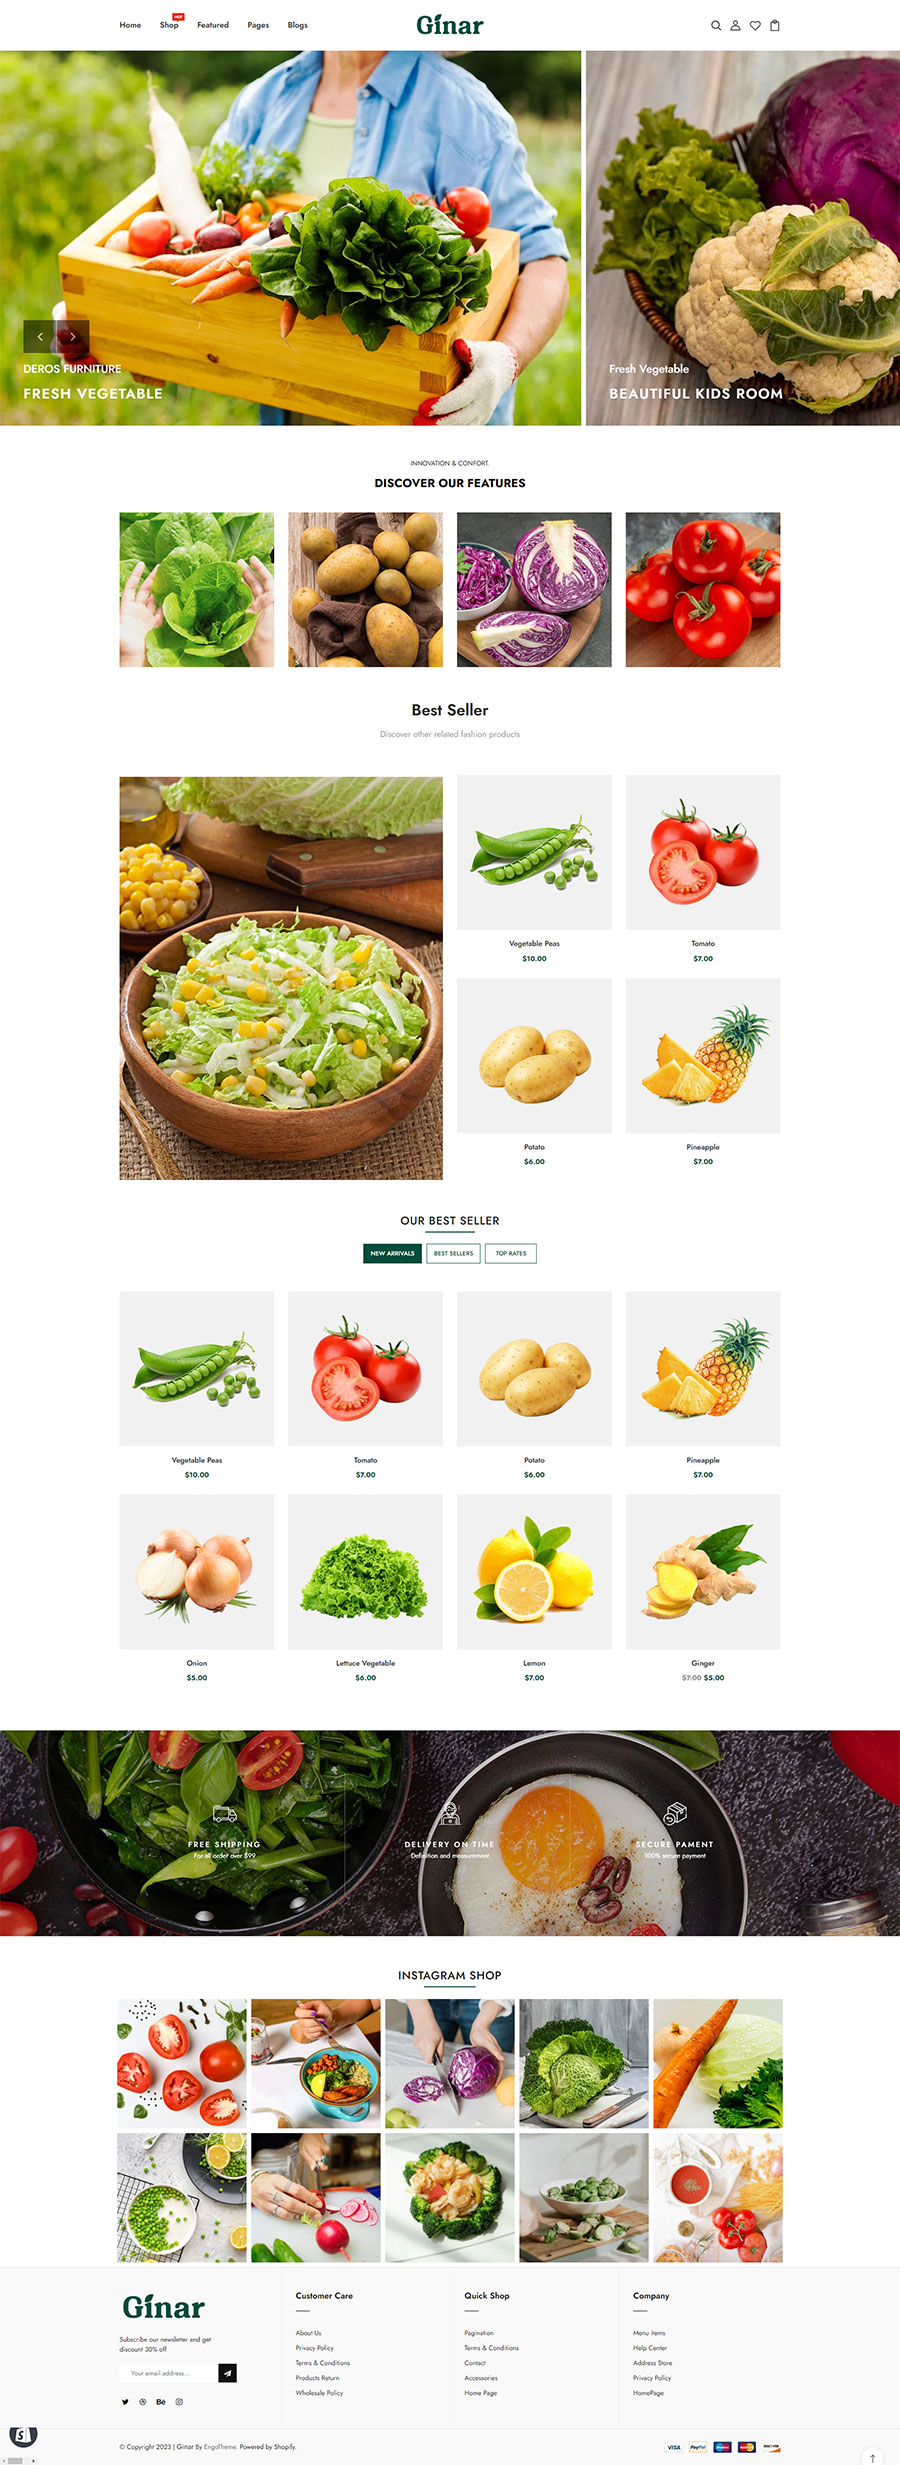 Home
Shop
HOT
Featured
Pages
Blogs
Ginar
DEROS FURNITURE
FRESH VEGETABLE
Fresh Vegetable
BEAUTIFUL KIDS ROOM
INNOVATION & CONFORT.
DISCOVER OUR FEATURES
Best Seller
Discover other related fashion products
Vegetable Peas
$10.00
Tomato
$7.00
Potato
$6.00
Pineapple
$7.00
OUR BEST SELLER
NEW ARRIVALS
BEST SELLERS
TOP RATES
Vegetable Peas
$10.00
Tomato
$7.00
Potato
$6.00
Pineapple
$7.00
Onion
$5.00
Lettuce Vegetable
$6.00
Lemon
$7.00
Ginger
$7.00 $5.00
FREE SHIPPING
For all order over $99
DELIVERY ON TIME
Definition and measurement
SECURE PAMENT
100% secure payment
INSTAGRAM SHOP
Ginar
Subscribe our newsletter and get
discount 30% off
Your email address...
Bē
Customer Care
About Us
Privacy Policy
Terms & Conditions
Products Return
Wholesale Policy
Quick Shop
Pagination
Terms & Conditions
Contact
Accessories
Home Page
Company
Menu items
Help Center
Address Store
Privacy Policy
HomePage
© Copyright 2023 | Ginar By EngoTheme. Powered by Shopify.
VISA
PayPal
DISCOVER